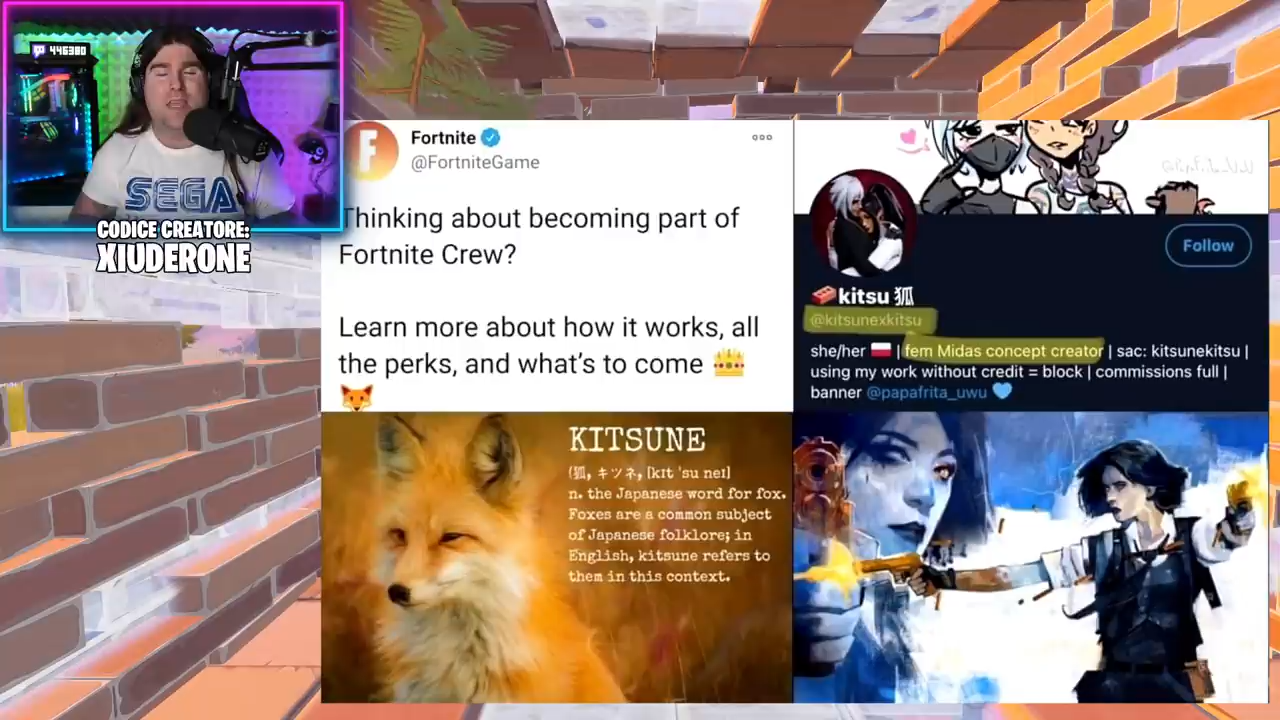 446380
SEGA
CODICE CREATORE:
XIUDERONE
Fortnite
@FortniteGame
Thinking about becoming part of
Fortnite Crew?
Learn more about how it works, all
the perks, and what's to come 👑
🦊
Follow
🧱kitsu 狐
@kitsunexkitsu
she/her 🇵🇱 | fem Midas concept creator | sac: kitsunekitsu |
using my work without credit = block | commissions full |
banner @papafrita_uwu 💙
KITSUNE
(狐, キツネ, [kɪt ˈsu neɪ]
n. the Japanese word for fox.
Foxes are a common subject
of Japanese folklore; in
English, kitsune refers to
them in this context.